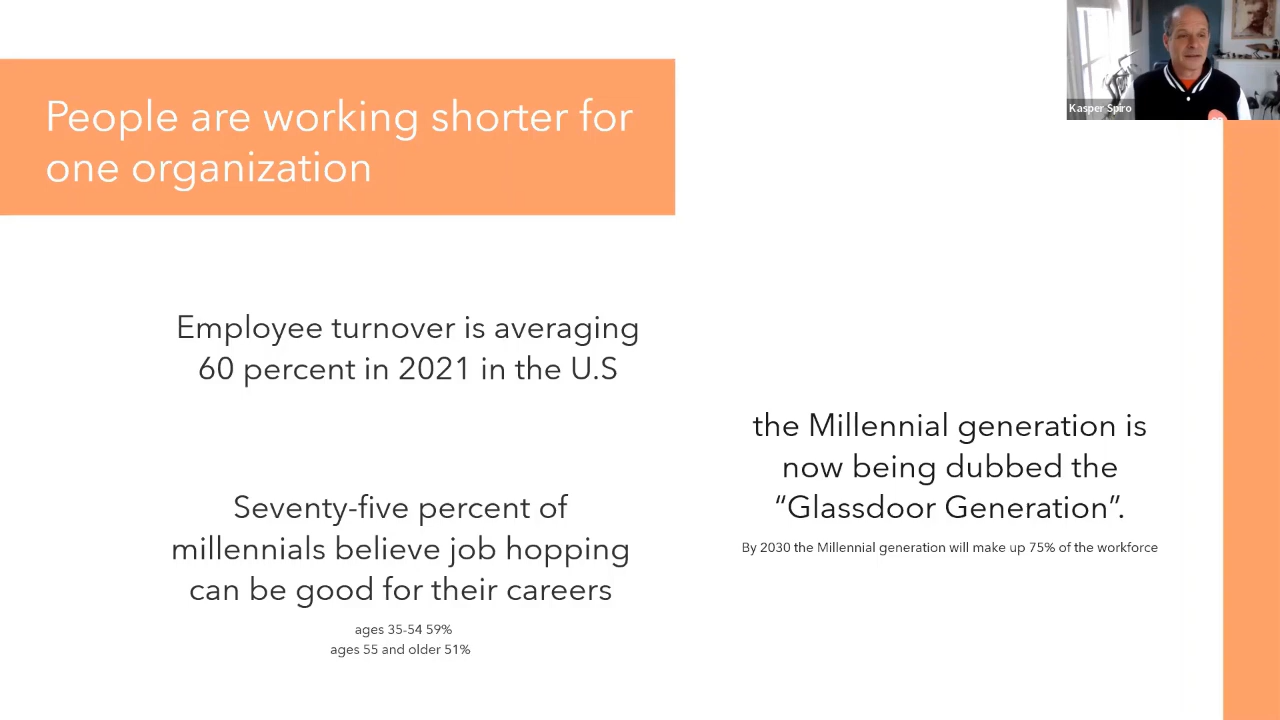 People are working shorter for
one organization
Kasper Spiro
Employee turnover is averaging
60 percent in 2021 in the U.S
Seventy-five percent of
millennials believe job hopping
can be good for their careers
ages 35-54 59%
ages 55 and older 51%
the Millennial generation is
now being dubbed the
“Glassdoor Generation”.
By 2030 the Millennial generation will make up 75% of the workforce